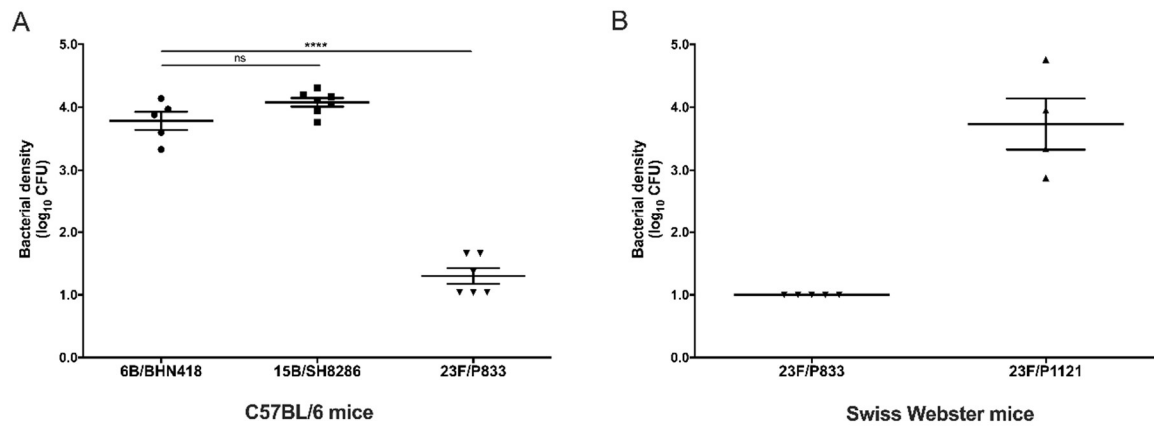 A
5.0
4.0
3.0
2.0
1.0
0.0
Bacterial density
(log10 CFU)
****
ns
6B/BHN418 15B/SH8286 23F/P833
C57BL/6 mice
B
5.0
4.0
3.0
2.0
1.0
0.0
Bacterial density
(log10 CFU)
23F/P833 23F/P1121
Swiss Webster mice